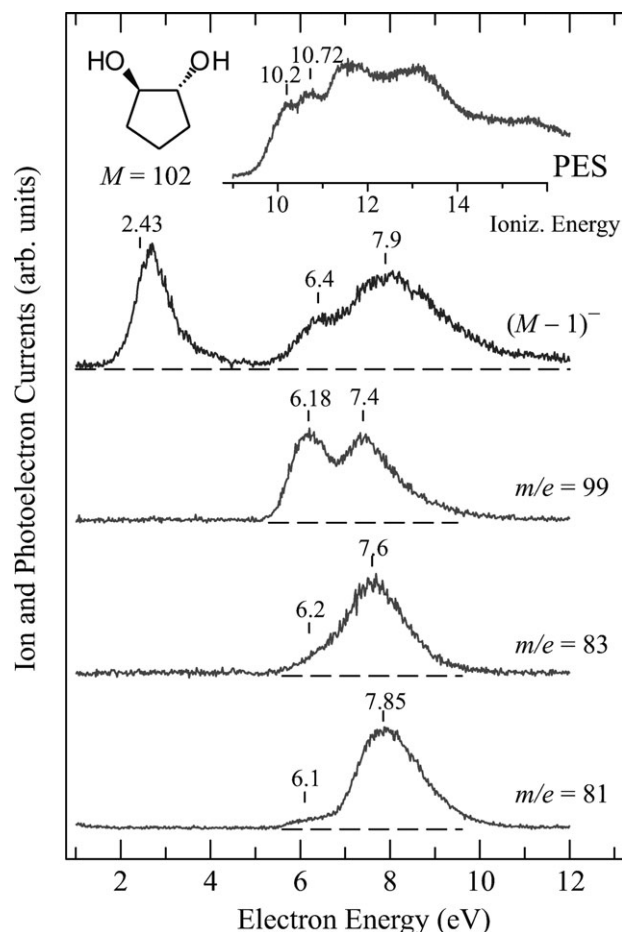 HO OH
M = 102
10.2 10.72
PES
10 12 14
Ioniz. Energy
2.43 6.4 7.9
(M – 1)⁻
6.18 7.4
m/e = 99
6.2 7.6
m/e = 83
6.1 7.85
m/e = 81
2 4 6 8 10 12
Electron Energy (eV)
Ion and Photoelectron Currents (arb. units)